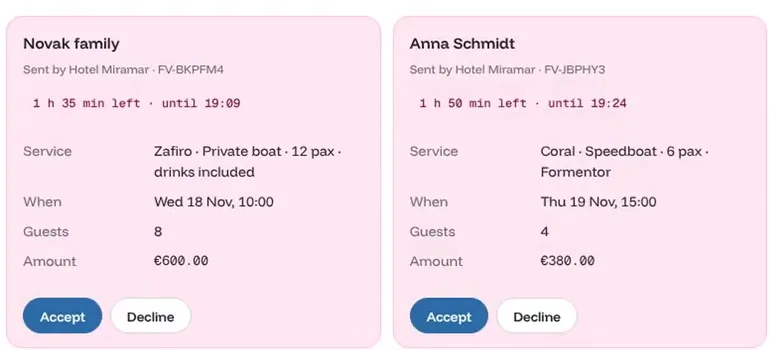 Novak family
Sent by Hotel Miramar · FV-BKPFM4
1 h 35 min left · until 19:09
Service
Zafiro · Private boat · 12 pax ·
drinks included
When
Wed 18 Nov, 10:00
Guests
8
Amount
€600.00
Accept
Decline
Anna Schmidt
Sent by Hotel Miramar · FV-JBPHY3
1 h 50 min left · until 19:24
Service
Coral · Speedboat · 6 pax ·
Formentor
When
Thu 19 Nov, 15:00
Guests
4
Amount
€380.00
Accept
Decline